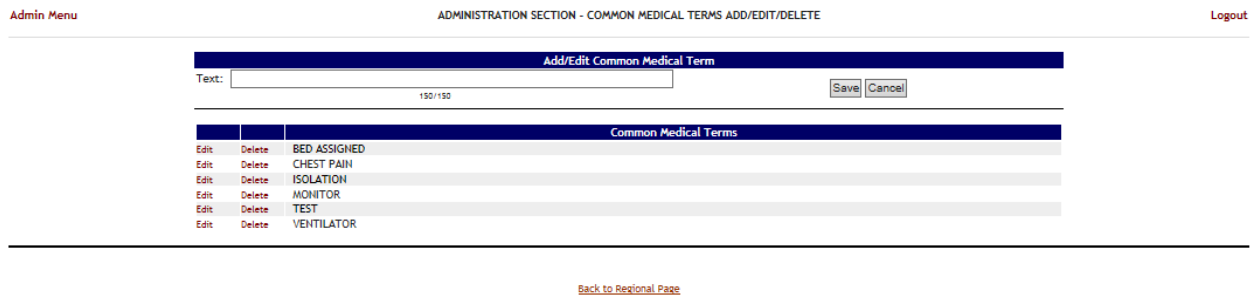 Admin Menu ADMINISTRATION SECTION - COMMON MEDICAL TERMS ADD/EDIT/DELETE Logout
Add/Edit Common Medical Term
Text: Save Cancel
150/150
Common Medical Terms
Edit Delete BED ASSIGNED
Edit Delete CHEST PAIN
Edit Delete ISOLATION
Edit Delete MONITOR
Edit Delete TEST
Edit Delete VENTILATOR
Back to Regional Page